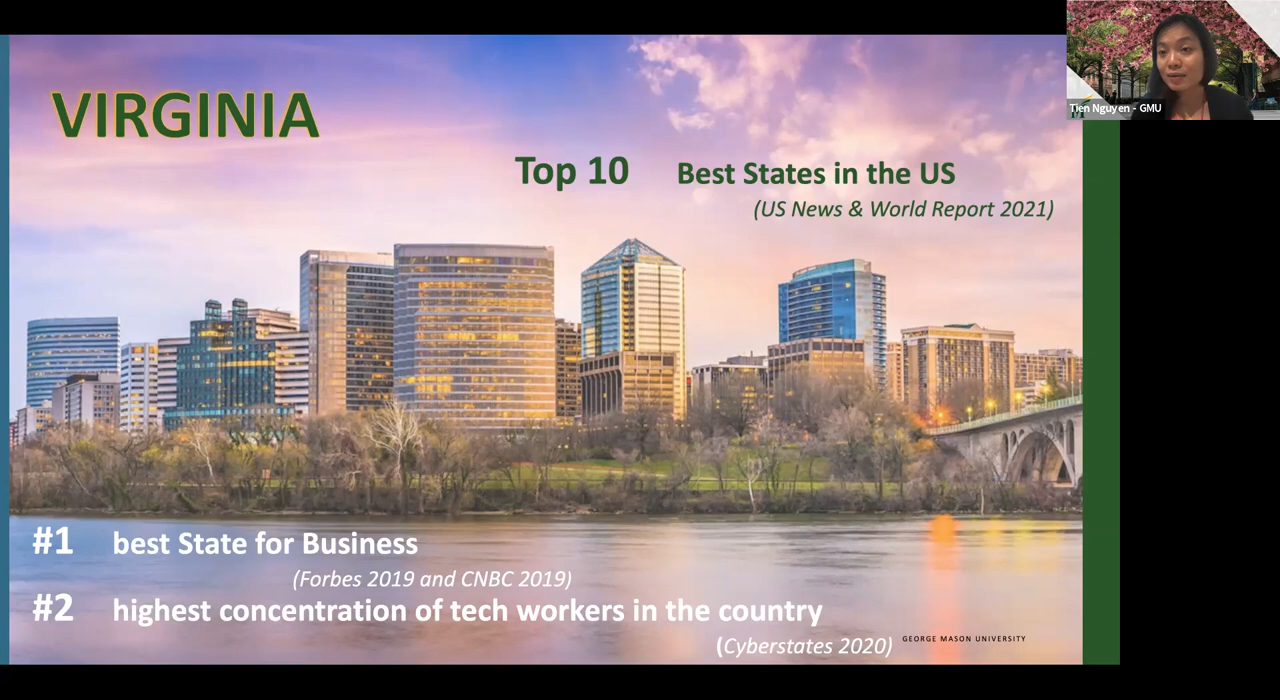 VIRGINIA
Top 10 Best States in the US
(US News & World Report 2021)
#1 best State for Business
(Forbes 2019 and CNBC 2019)
#2 highest concentration of tech workers in the country
(Cyberstates 2020)
GEORGE MASON UNIVERSITY
Tien Nguyen - GMU